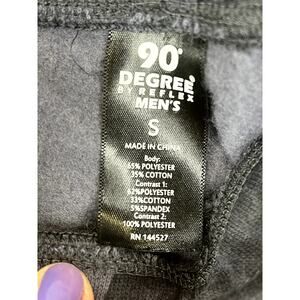 90°
DEGREE
BY REFLEX
MEN'S
S
MADE IN CHINA
Body:
65% POLYESTER
35% COTTON
Contrast 1:
62%POLYESTER
33%COTTON
5%SPANDEX
Contrast 2:
100% POLYESTER
RN 144527